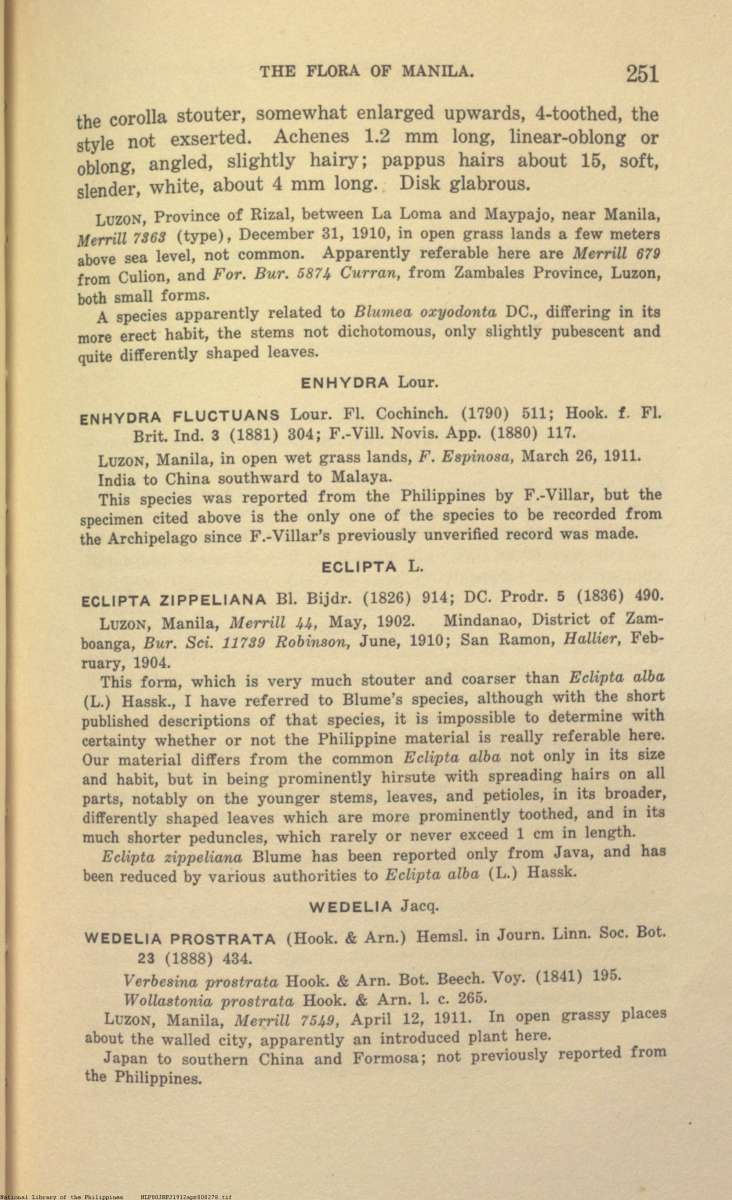 THE FLORA OF MANILA. 251
the corolla stouter, somewhat enlarged upwards, 4-toothed, the
style not exserted. Achenes 1.2 mm long, linear-oblong or
oblong, angled, slightly hairy; pappus hairs about 15, soft,
slender, white, about 4 mm long. Disk glabrous.
LUZON, Province of Rizal, between La Loma and Maypajo, near Manila,
Merrill 7363 (type), December 31, 1910, in open grass lands a few meters
above sea level, not common. Apparently referable here are Merrill 679
from Culion, and For. Bur. 5874 Curran, from Zambales Province, Luzon,
both small forms.
A species apparently related to Blumea oxyodonta DC., differing in its
more erect habit, the stems not dichotomous, only slightly pubescent and
quite differently shaped leaves.
ENHYDRA Lour.
ENHYDRA FLUCTUANS Lour. Fl. Cochinch. (1790) 511; Hook. f. Fl.
Brit. Ind. 3 (1881) 304; F.-Vill. Novis. App. (1880) 117.
LUZON, Manila, in open wet grass lands, F. Espinosa, March 26, 1911.
India to China southward to Malaya.
This species was reported from the Philippines by F.-Villar, but the
specimen cited above is the only one of the species to be recorded from
the Archipelago since F.-Villar's previously unverified record was made.
ECLIPTA L.
ECLIPTA ZIPPELIANA Bl. Bijdr. (1826) 914; DC. Prodr. 5 (1836) 490.
LUZON, Manila, Merrill 44, May, 1902. Mindanao, District of Zam-
boanga, Bur. Sci. 11739 Robinson, June, 1910; San Ramon, Hallier, Feb-
ruary, 1904.
This form, which is very much stouter and coarser than Eclipta alba
(L.) Hassk., I have referred to Blume's species, although with the short
published descriptions of that species, it is impossible to determine with
certainty whether or not the Philippine material is really referable here.
Our material differs from the common Eclipta alba not only in its size
and habit, but in being prominently hirsute with spreading hairs on all
parts, notably on the younger stems, leaves, and petioles, in its broader,
differently shaped leaves which are more prominently toothed, and in its
much shorter peduncles, which rarely or never exceed 1 cm in length.
Eclipta zippeliana Blume has been reported only from Java, and has
been reduced by various authorities to Eclipta alba (L.) Hassk.
WEDELIA Jacq.
WEDELIA PROSTRATA (Hook. & Arn.) Hemsl. in Journ. Linn. Soc. Bot.
23 (1888) 434.
Verbesina prostrata Hook. & Arn. Bot. Beech. Voy. (1841) 195.
Wollastonia prostrata Hook. & Arn. l. c. 265.
LUZON, Manila, Merrill 7549, April 12, 1911. In open grassy places
about the walled city, apparently an introduced plant here.
Japan to southern China and Formosa; not previously reported from
the Philippines.
National Library of the Philippines